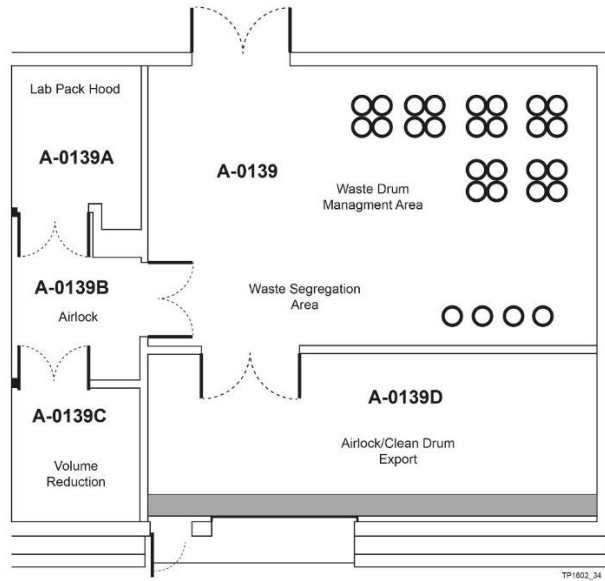 Lab Pack Hood
A-0139A
A-0139
Waste Drum
Managment Area
A-0139B
Airlock
Waste Segregation
Area
A-0139C
Volume
Reduction
A-0139D
Airlock/Clean Drum
Export
TP1602_34